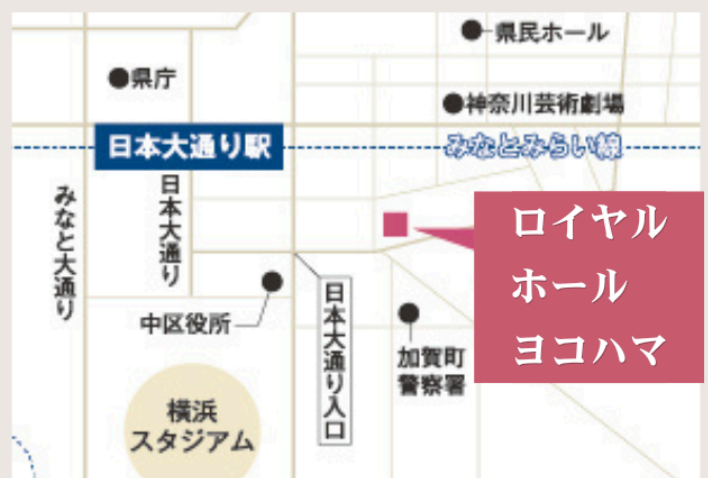 県民ホール
県庁
神奈川芸術劇場
日本大通り駅
みなとみらい線
みなと大通り
日本大通り
ロイヤル
ホール
ヨコハマ
中区役所
日本大通り入口
加賀町
警察署
横浜
スタジアム